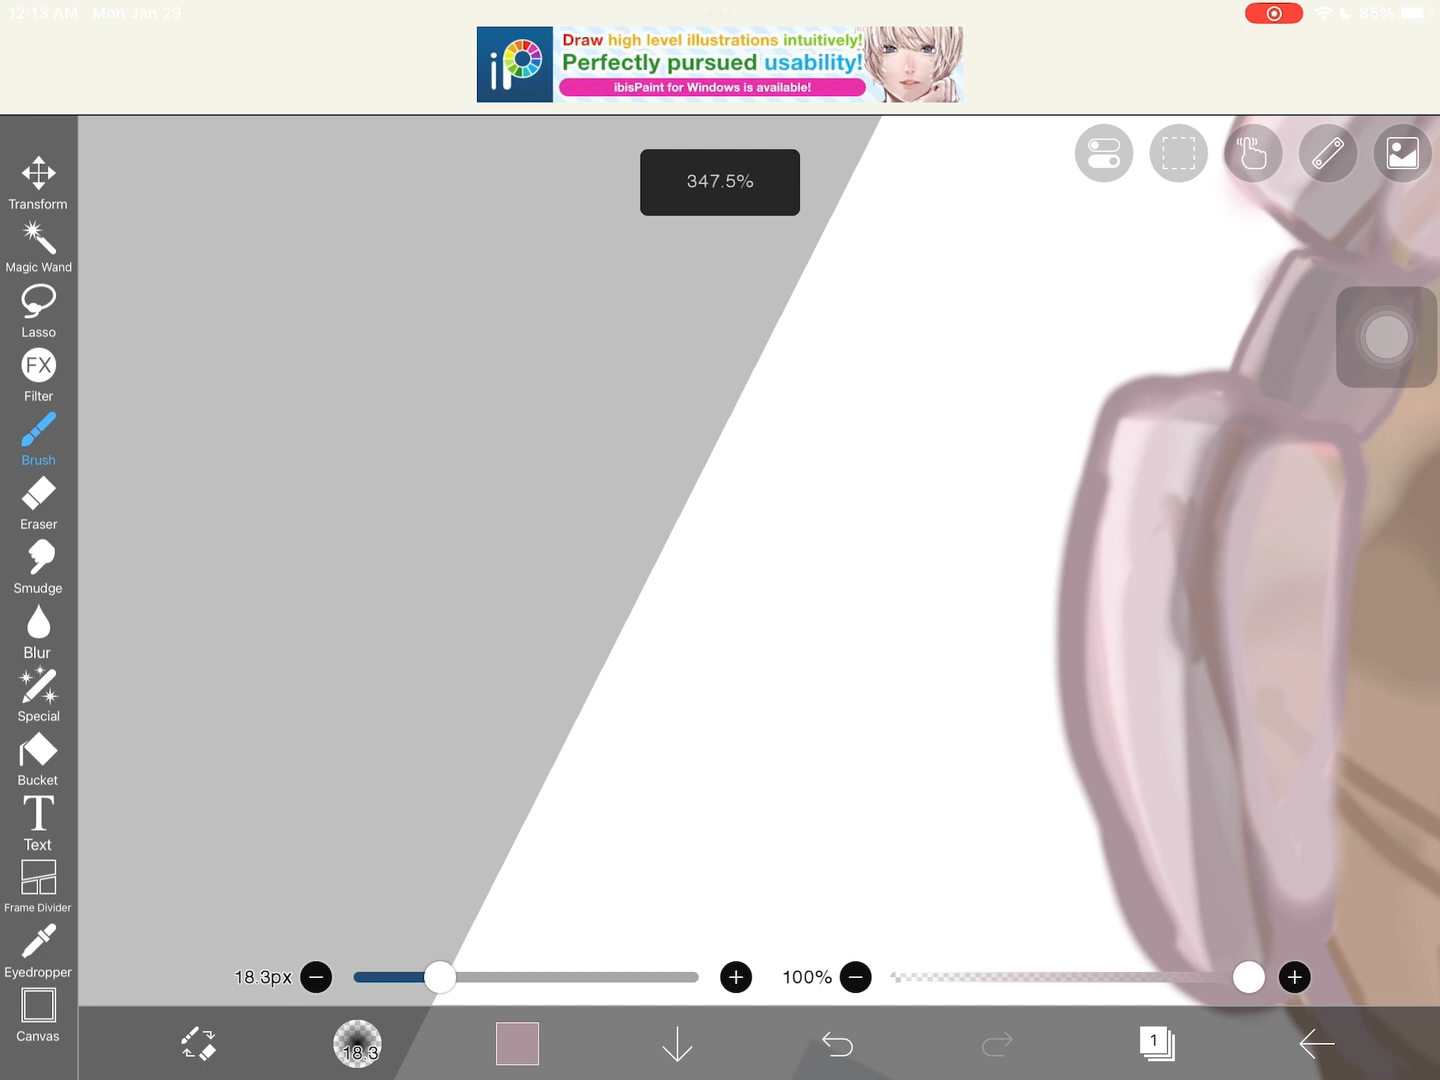 12:13 AM Mon Jan 29
85%
iP
Draw high level illustrations intuitively!
Perfectly pursued usability!
ibisPaint for Windows is available!
347.5%
Transform
Magic Wand
Lasso
FX
Filter
Brush
Eraser
Smudge
Blur
Special
Bucket
T
Text
Frame Divider
Eyedropper
Canvas
18.3px
100%
18.3
1